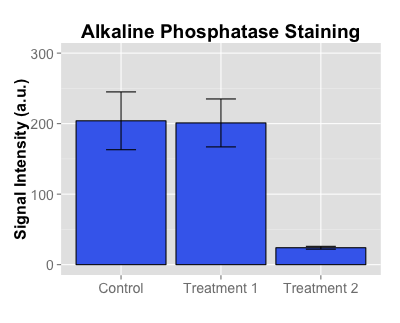 Alkaline Phosphatase Staining
Signal Intensity (a.u.)
300
200
100
0
Control Treatment 1 Treatment 2